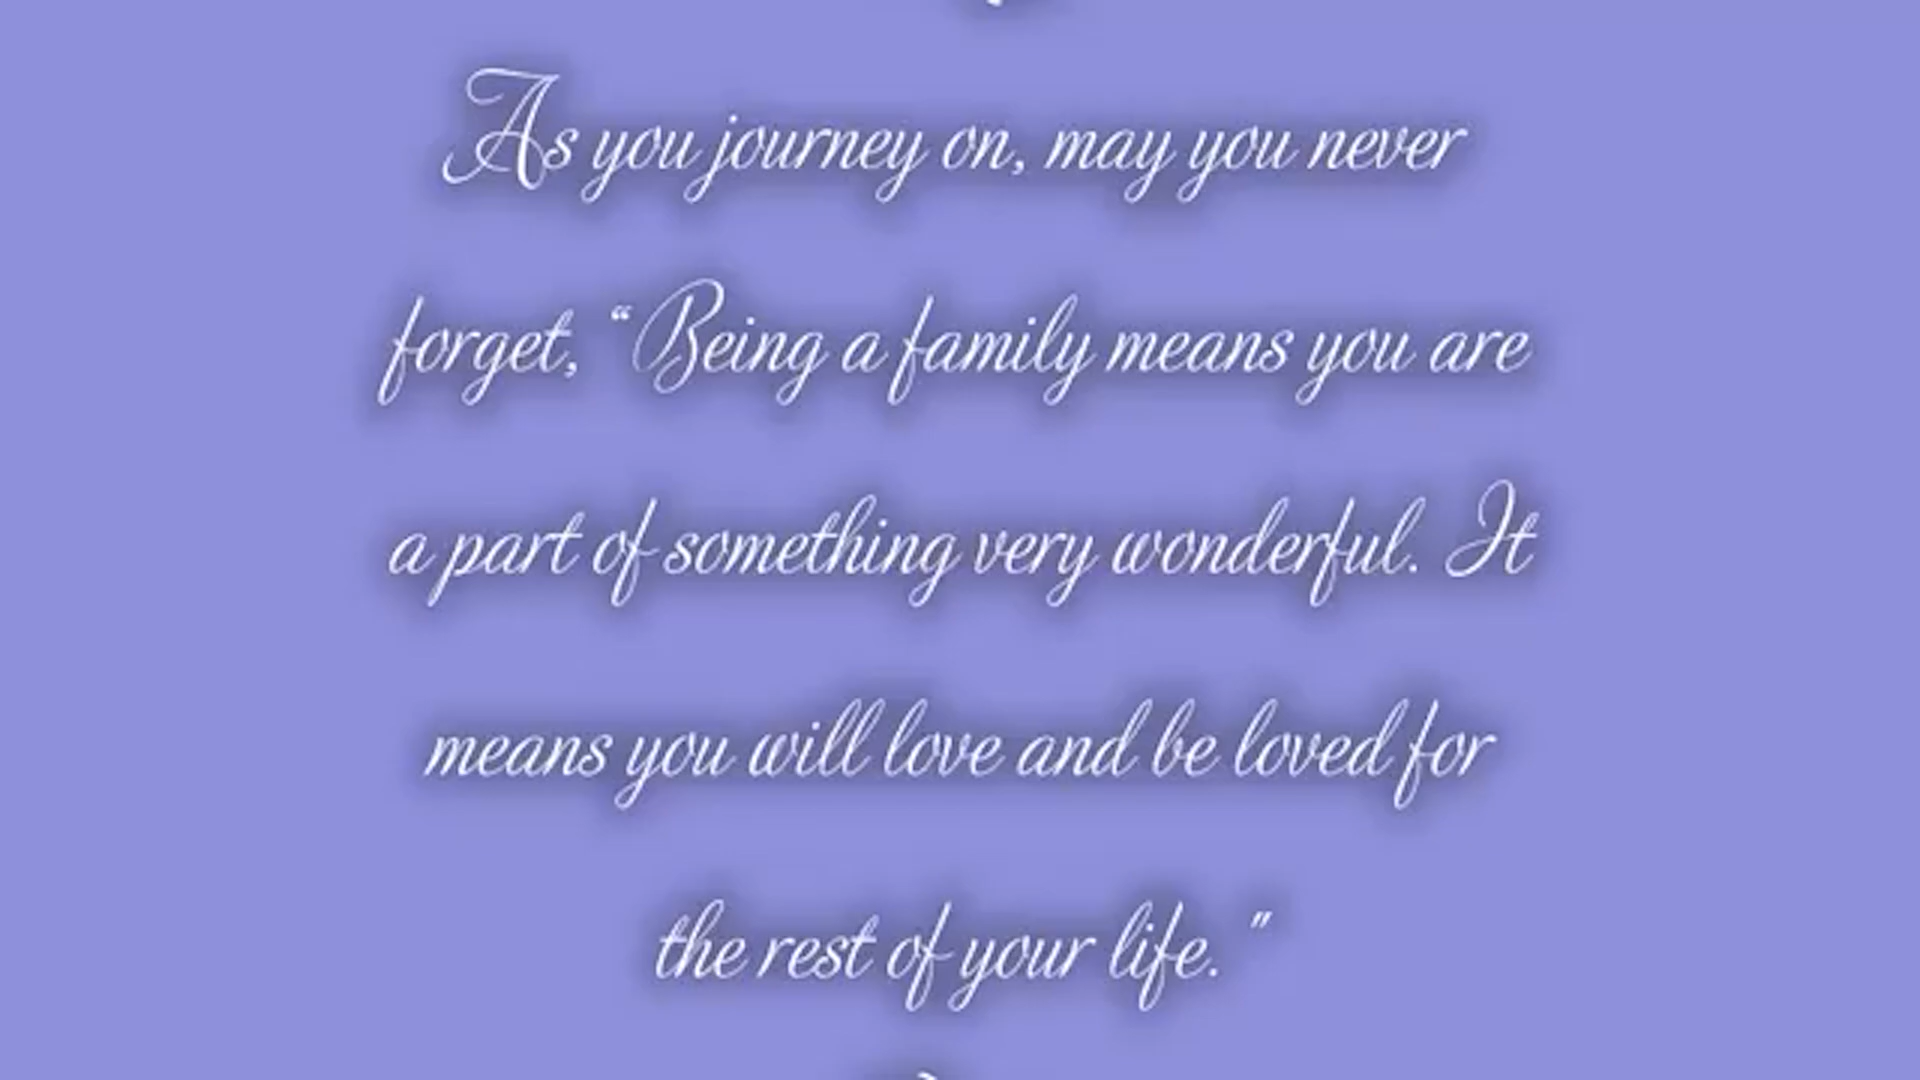 As you journey on, may you never
forget, “Being a family means you are
a part of something very wonderful. It
means you will love and be loved for
the rest of your life. ”